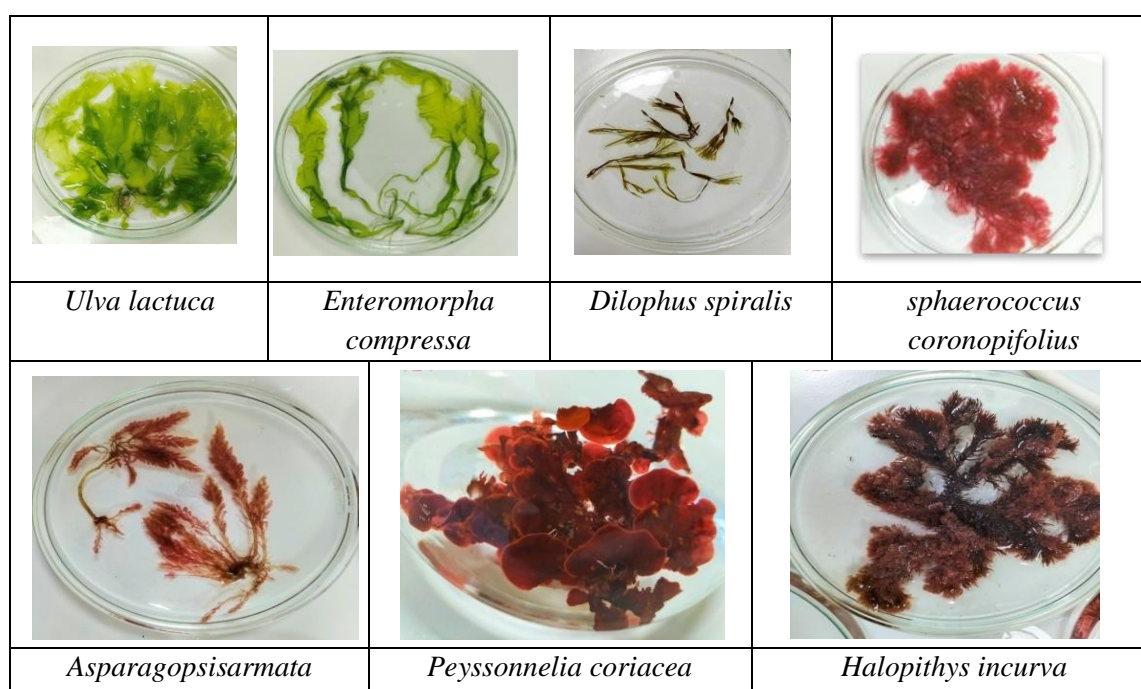 Ulva lactuca
Enteromorpha
compressa
Dilophus spiralis
sphaerococcus
coronopifolius
Asparagopsisarmata
Peyssonnelia coriacea
Halopithys incurva